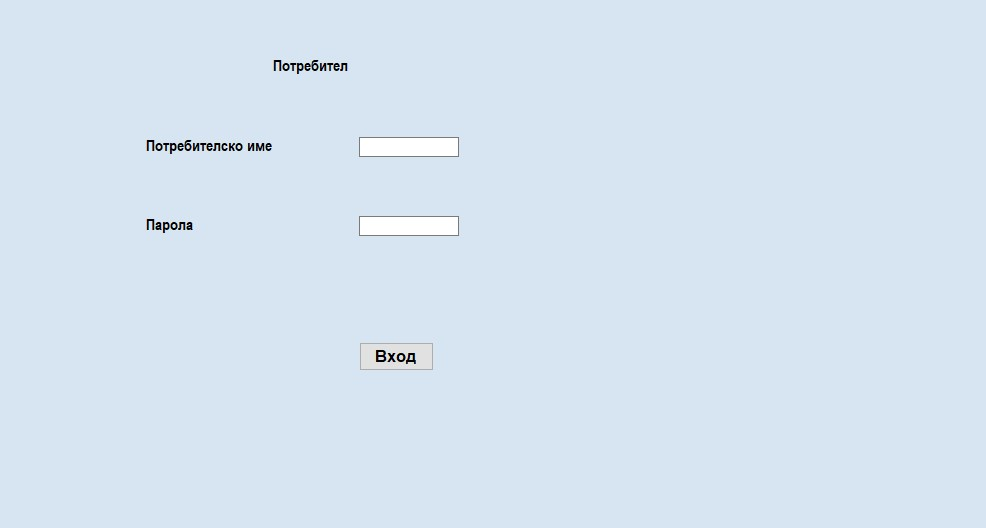 Потребител
Потребителско име
Парола
Вход